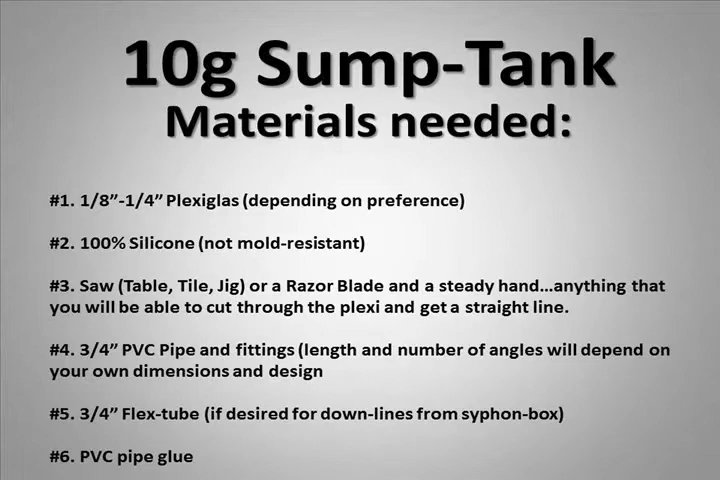 10g Sump-Tank
Materials needed:
#1. 1/8”-1/4” Plexiglas (depending on preference)
#2. 100% Silicone (not mold-resistant)
#3. Saw (Table, Tile, Jig) or a Razor Blade and a steady hand…anything that
you will be able to cut through the plexi and get a straight line.
#4. 3/4” PVC Pipe and fittings (length and number of angles will depend on
your own dimensions and design
#5. 3/4” Flex-tube (if desired for down-lines from syphon-box)
#6. PVC pipe glue